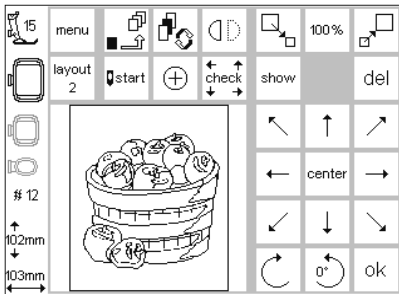 15
menu
100%
layout
2
start
check
show
del
center
# 12
102mm
103mm
0°
ok